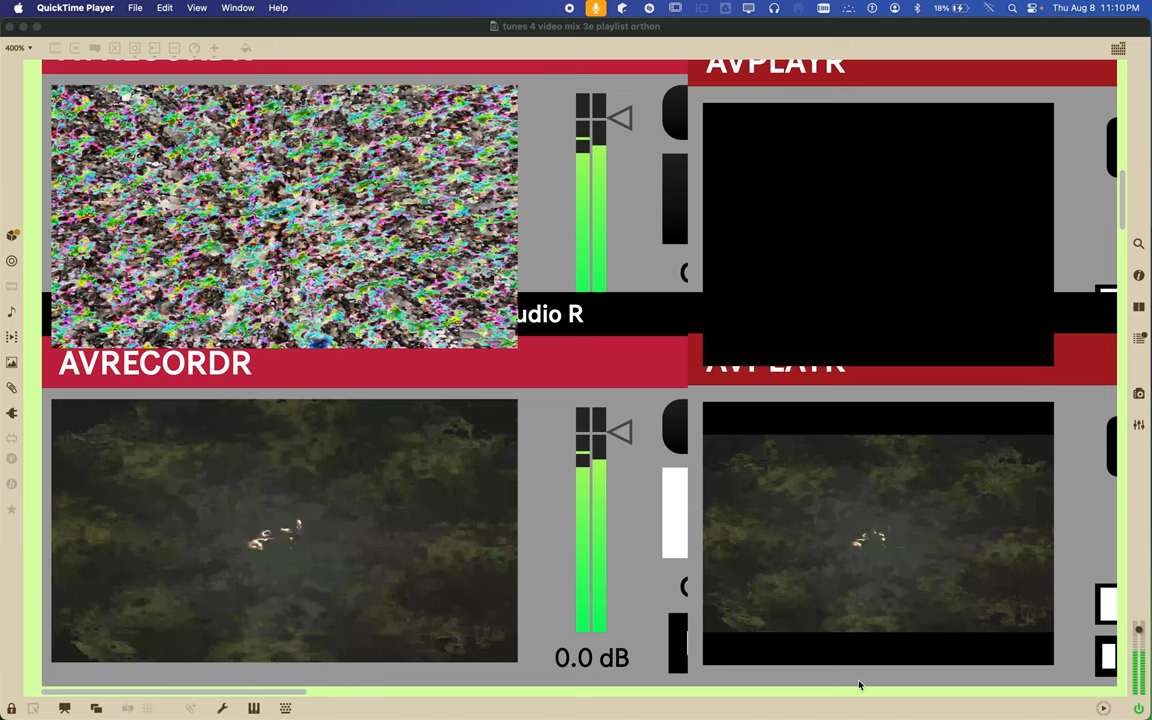 QuickTime Player File Edit View Window Help 18% Thu Aug 8 11:10 PM
tunes 4 video mix 3e playlist orthon
400%
AVPLAYR
udio R
AVRECORDR
0.0 dB